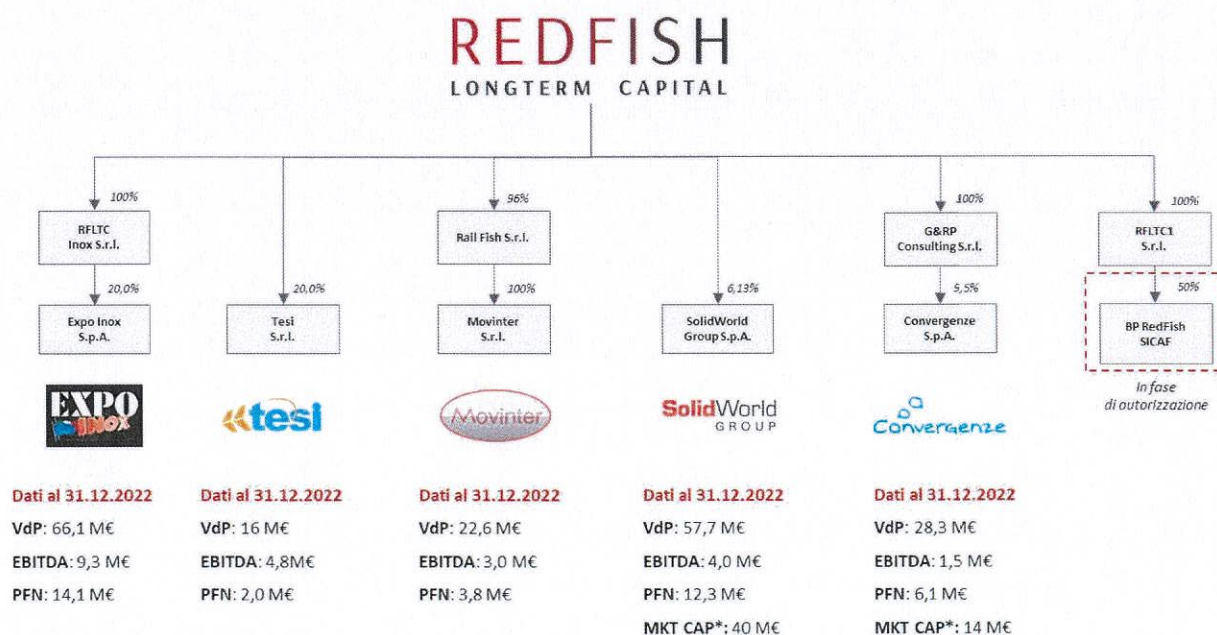 REDFISH
LONGTERM CAPITAL
100%
96%
100%
100%
RFLTC
Inox S.r.l.
Rail Fish S.r.l.
G&RP
Consulting S.r.l.
RFLTC1
S.r.l.
20,0%
20,0%
100%
6,13%
9,5%
50%
Expo Inox
S.p.A.
Tesi
S.r.l.
Movinter
S.r.l.
SolidWorld
Group S.p.A.
Convergenze
S.p.A.
BP RedFish
SICAF
In fase
di autorizzazione
EXPO
INOX
tesi
Movinter
SolidWorld
GROUP
Convergenze
Dati al 31.12.2022
VdP: 66,1 M€
EBITDA: 9,3 M€
PFN: 14,1 M€
Dati al 31.12.2022
VdP: 16 M€
EBITDA: 4,8M€
PFN: 2,0 M€
Dati al 31.12.2022
VdP: 22,6 M€
EBITDA: 3,0 M€
PFN: 3,8 M€
Dati al 31.12.2022
VdP: 57,7 M€
EBITDA: 4,0 M€
PFN: 12,3 M€
MKT CAP*: 40 M€
Dati al 31.12.2022
VdP: 28,3 M€
EBITDA: 1,5 M€
PFN: 6,1 M€
MKT CAP*: 14 M€